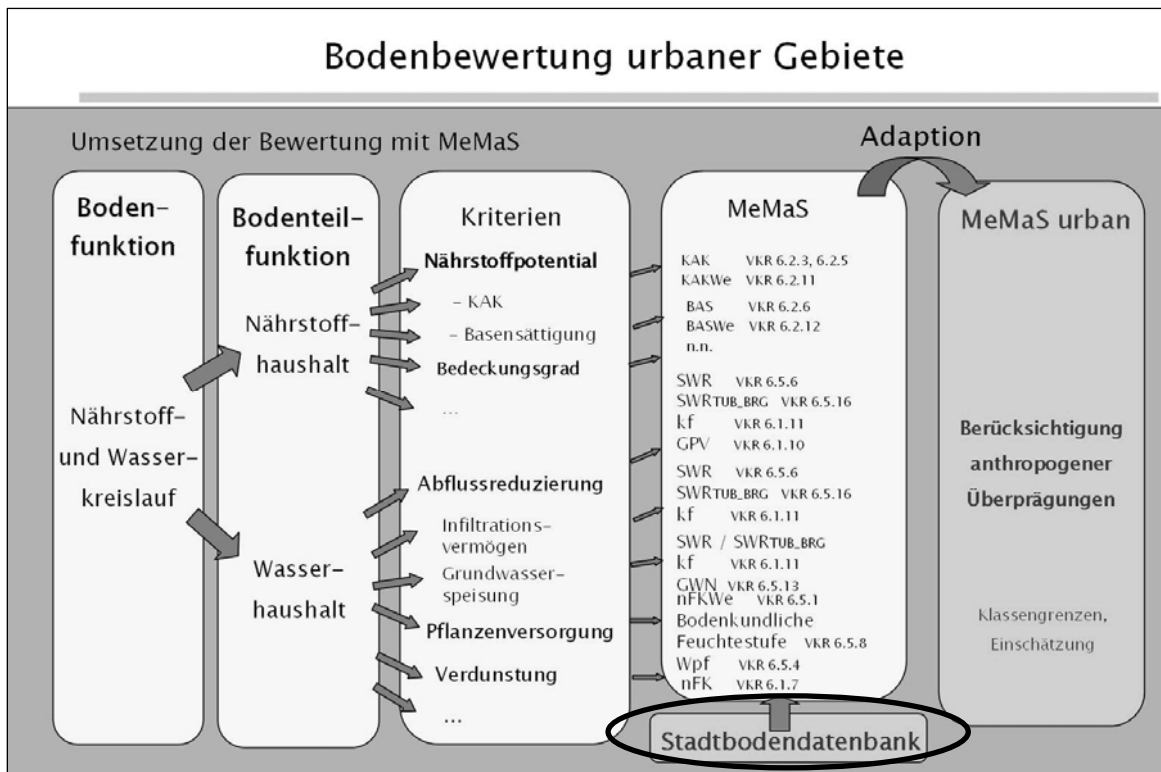 Bodenbewertung urbaner Gebiete
Umsetzung der Bewertung mit MeMaS
Adaption
Boden-
funktion
Nährstoff-
und Wasser-
kreislauf
Bodenteil-
funktion
Nährstoff-
haushalt
Wasser-
haushalt
Kriterien
Nährstoffpotential
- KAK
- Basensättigung
Bedeckungsgrad
...
Abflussreduzierung
Infiltrations-
vermögen
Grundwasser-
speisung
Pflanzenversorgung
Verdunstung
...
MeMaS
KAK VKR 6.2.3, 6.2.5
KAKWe VKR 6.2.11
BAS VKR 6.2.6
BASWe VKR 6.2.12
n.n.
SWR VKR 6.5.6
SWRTUB_BRG VKR 6.5.16
kf VKR 6.1.11
GPV VKR 6.1.10
SWR VKR 6.5.6
SWRTUB_BRG VKR 6.5.16
kf VKR 6.1.11
SWR / SWRTUB_BRG
kf VKR 6.1.11
GWN VKR 6.5.13
nFKWe VKR 6.5.1
Bodenkundliche
Feuchtestufe VKR 6.5.8
Wpf VKR 6.5.4
nFK VKR 6.1.7
Stadtbodendatenbank
MeMaS urban
Berücksichtigung
anthropogener
Überprägungen
Klassengrenzen,
Einschätzung